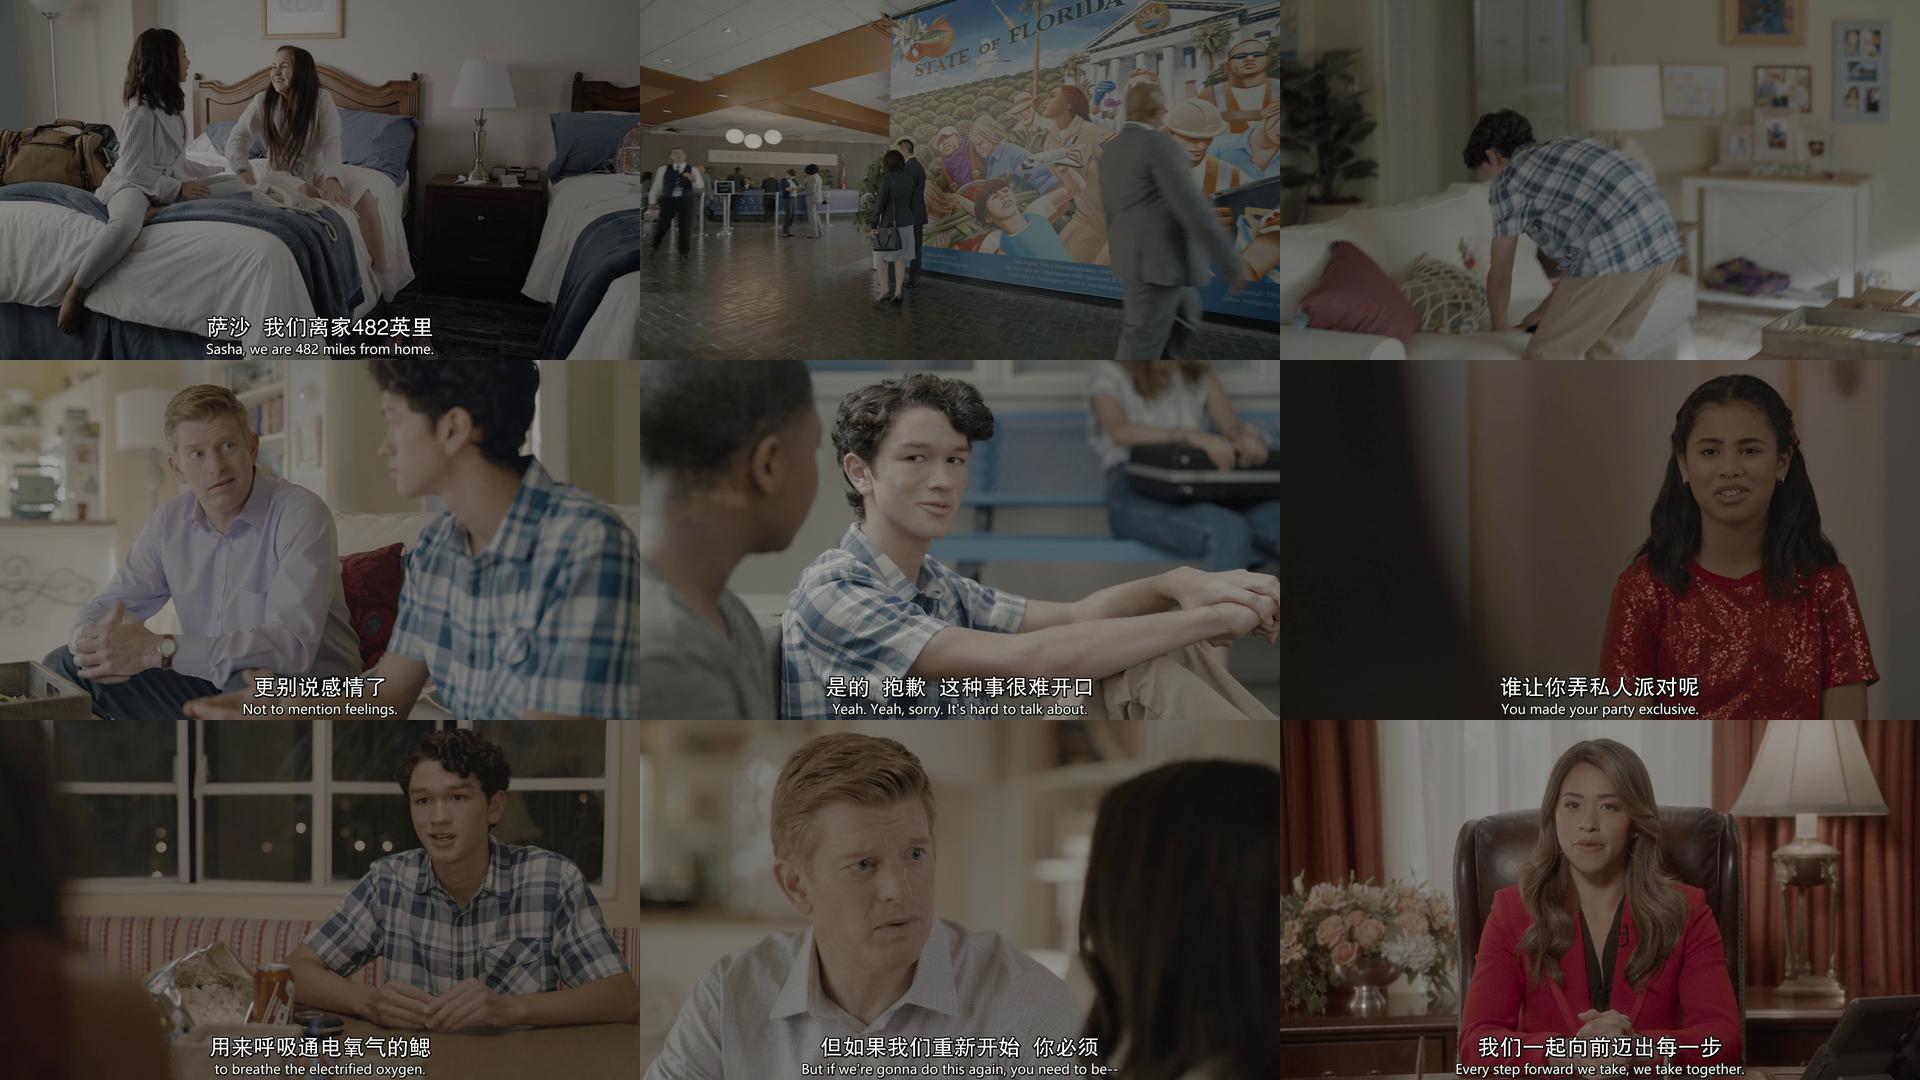 萨沙 我们离家482英里
Sasha, we are 482 miles from home.
STATE OF FLORIDA
更别说感情了
Not to mention feelings.
是的 抱歉 这种事很难开口
Yeah. Yeah, sorry. It's hard to talk about.
谁让你弄私人派对呢
You made your party exclusive.
用来呼吸通电氧气的鳃
to breathe the electrified oxygen.
但如果我们重新开始 你必须
But if we're gonna do this again, you need to be--
我们一起向前迈出每一步
Every step forward we take, we take together.